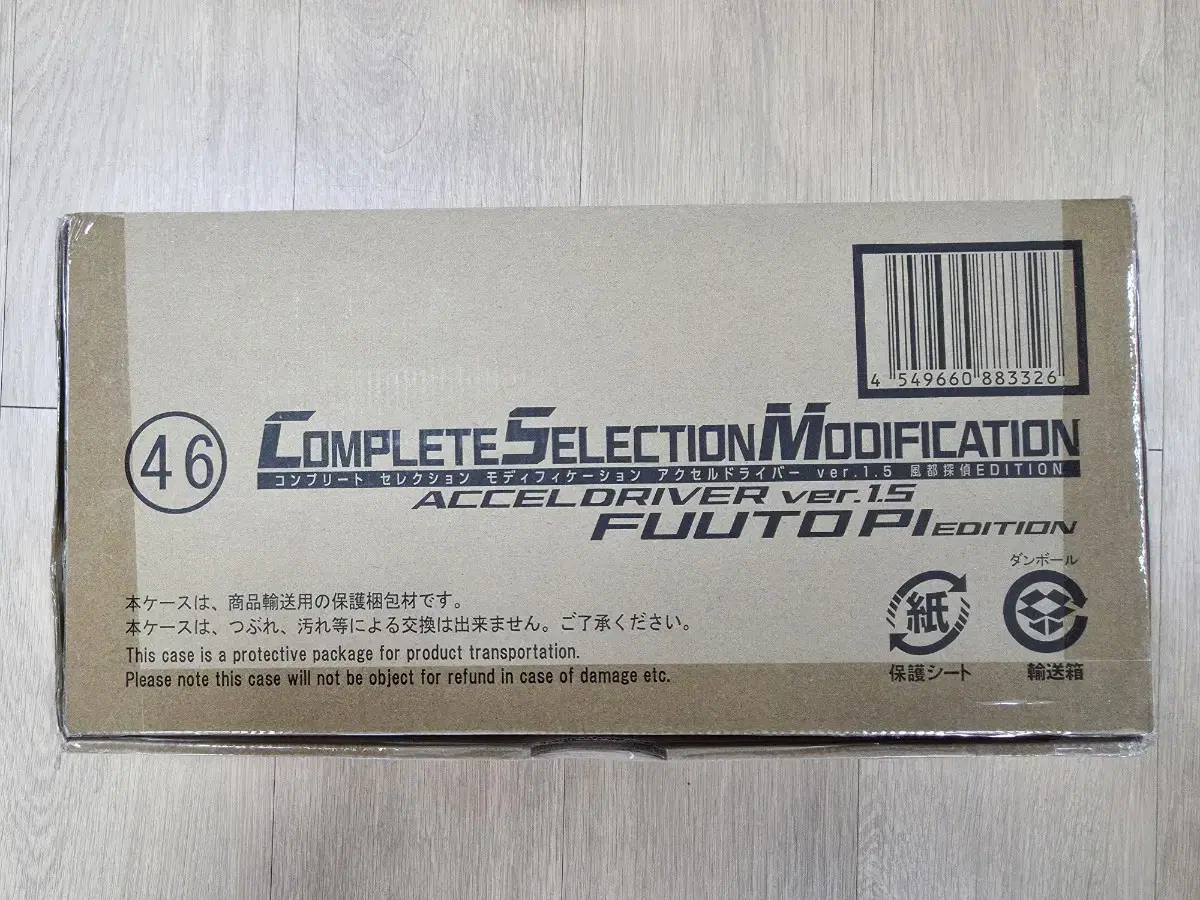 4 549660 883326
46
COMPLETE SELECTION MODIFICATION
コンプリート セレクション モディフィケーション アクセルドライバー ver.1.5 風都探偵EDITION
ACCELDRIVER ver.1.5
FUUTO PI EDITION
ダンボール
紙
保護シート
輸送箱
本ケースは、商品輸送用の保護梱包材です。
本ケースは、つぶれ、汚れ等による交換は出来ません。ご了承ください。
This case is a protective package for product transportation.
Please note this case will not be object for refund in case of damage etc.